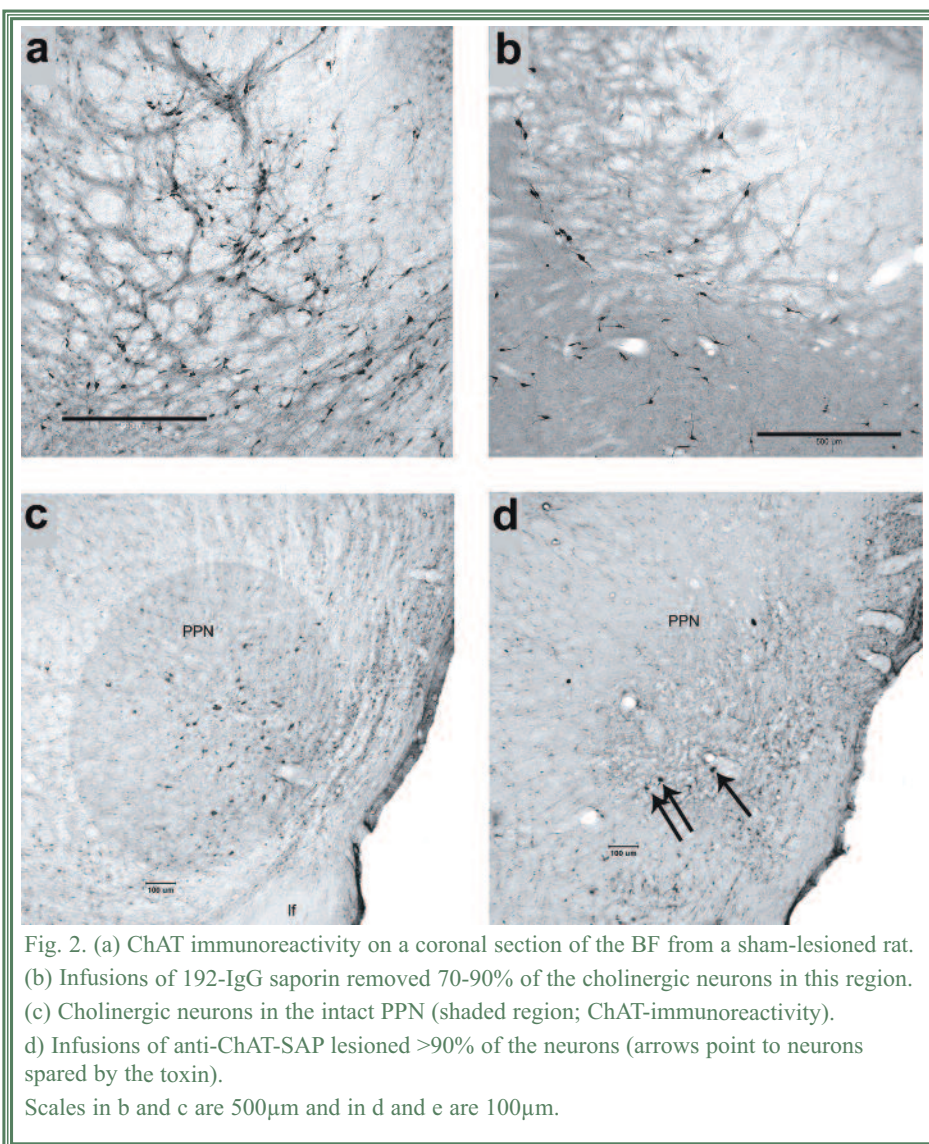 a
b
500 µm
c
PPN
100 µm
lf
d
PPN
100 µm
Fig. 2. (a) ChAT immunoreactivity on a coronal section of the BF from a sham-lesioned rat.
(b) Infusions of 192-IgG saporin removed 70-90% of the cholinergic neurons in this region.
(c) Cholinergic neurons in the intact PPN (shaded region; ChAT-immunoreactivity).
d) Infusions of anti-ChAT-SAP lesioned >90% of the neurons (arrows point to neurons
spared by the toxin).
Scales in b and c are 500µm and in d and e are 100µm.